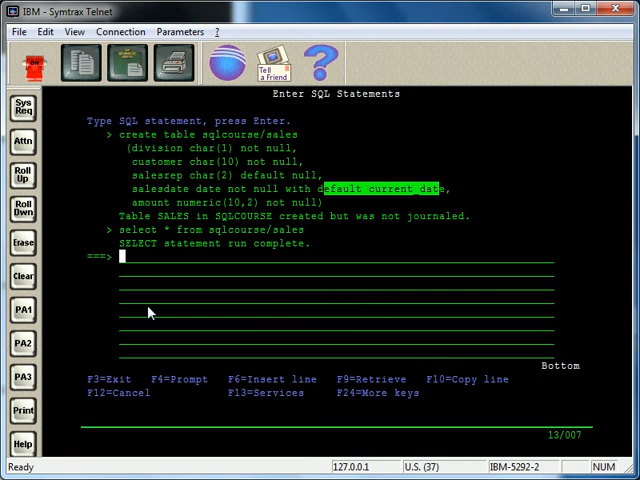 IBM - Symtrax Telnet
File Edit View Connection Parameters ?
ON
Tell a Friend
Sys Req
Attn
Roll Up
Roll Dwn
Erase
Clear
PA1
PA2
PA3
Print
Help
Enter SQL Statements
Type SQL statement, press Enter.
> create table sqlcourse/sales
(division char(1) not null,
customer char(10) not null,
salesrep char(2) default null,
salesdate date not null with default current_date,
amount numeric(10,2) not null)
Table SALES in SQLCOURSE created but was not journaled.
> select * from sqlcourse/sales
SELECT statement run complete.
===>
Bottom
F3=Exit F4=Prompt F6=Insert line F9=Retrieve F10=Copy line
F12=Cancel F13=Services F24=More keys
13/007
Ready 127.0.0.1 U.S. (37) IBM-5292-2 NUM